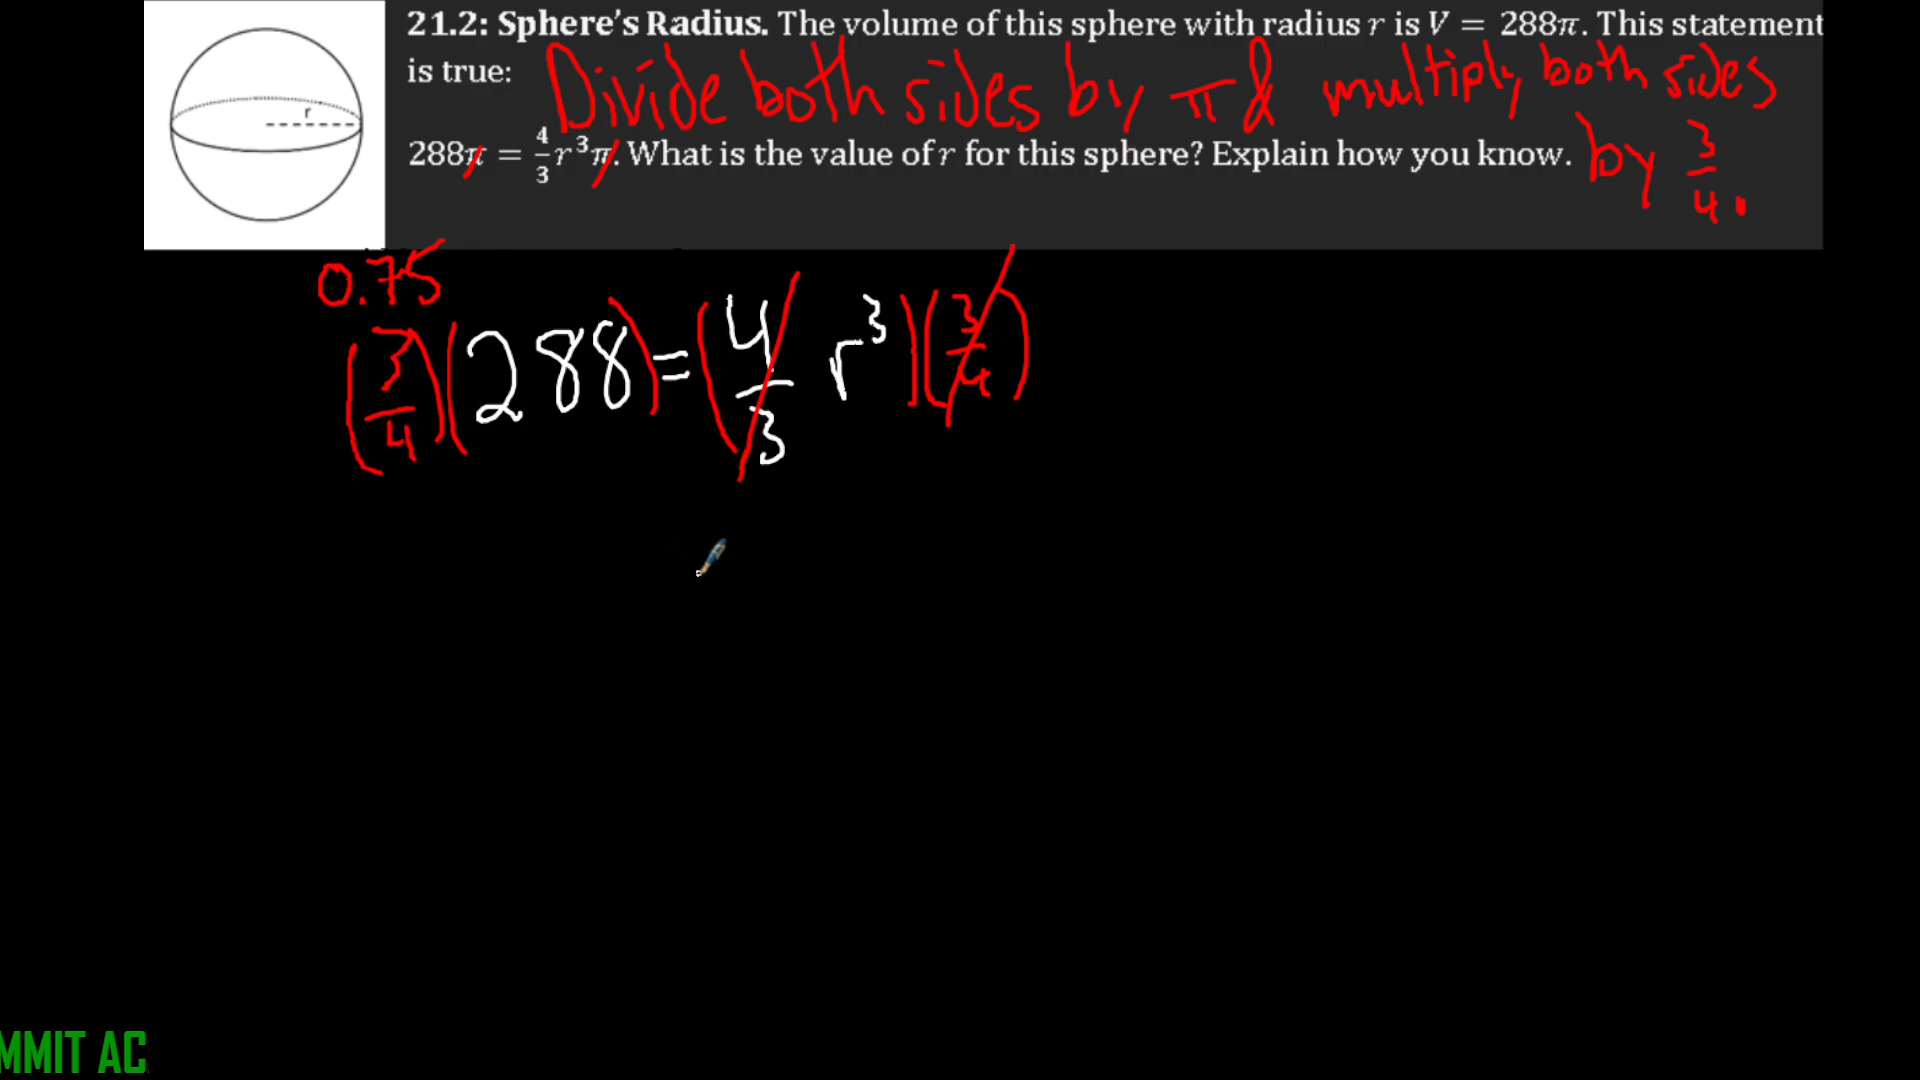 21.2: Sphere's Radius. The volume of this sphere with radius r is V = 288π. This statement
is true: Divide both sides by π & multiply both sides
288π = 4/3 r³π. What is the value of r for this sphere? Explain how you know. by 3/4.
r
0.75
(3/4)(288) = (4/3 r³)(3/4)
MMIT AC